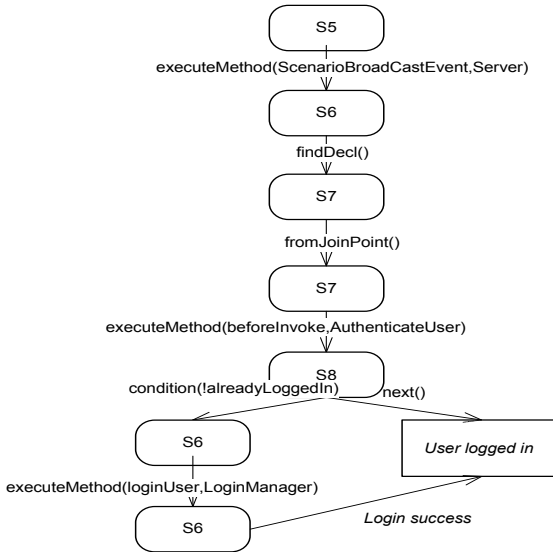 S5
executeMethod(ScenarioBroadCastEvent,Server)
S6
findDecl()
S7
fromJoinPoint()
S7
executeMethod(beforeInvoke,AuthenticateUser)
S8
condition(!alreadyLoggedIn)
next()
S6
User logged in
executeMethod(loginUser,LoginManager)
S6
Login success